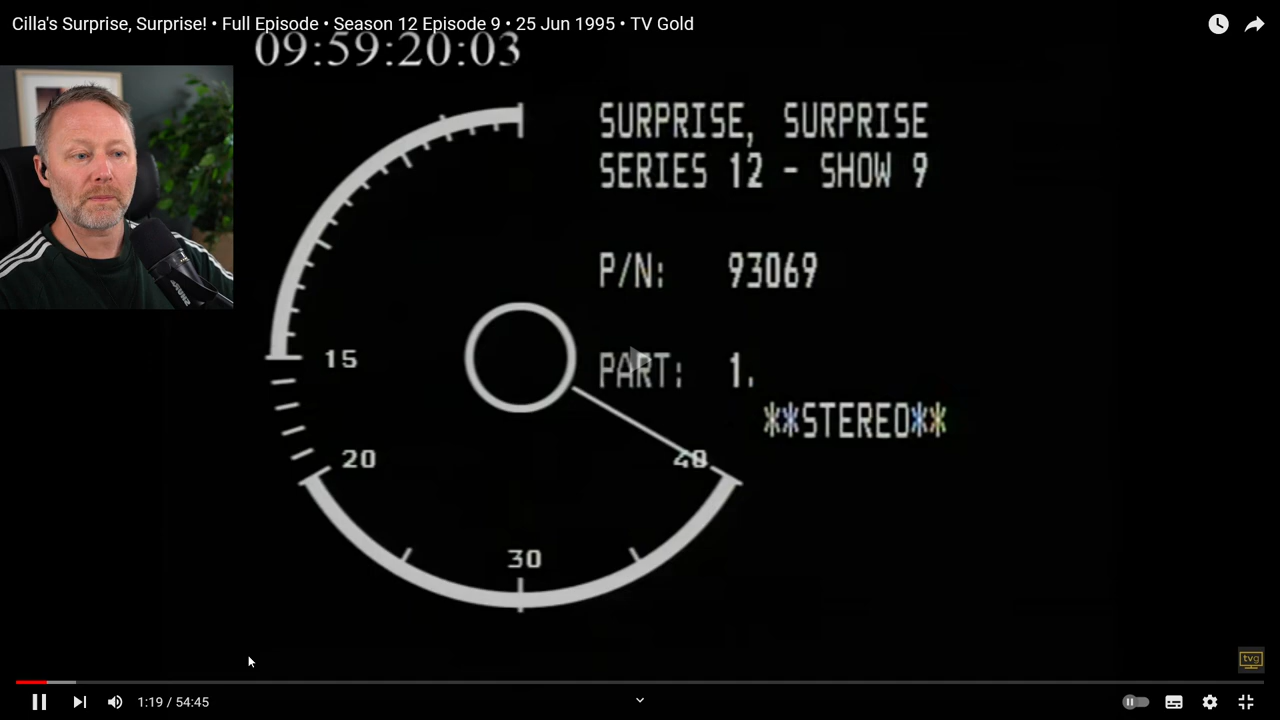 Cilla's Surprise, Surprise! • Full Episode • Season 12 Episode 9 • 25 Jun 1995 • TV Gold
09:59:20:03
SURPRISE, SURPRISE
SERIES 12 - SHOW 9
P/N: 93069
15
PART: 1.
**STEREO**
20
40
30
tvg
1:19 / 54:45